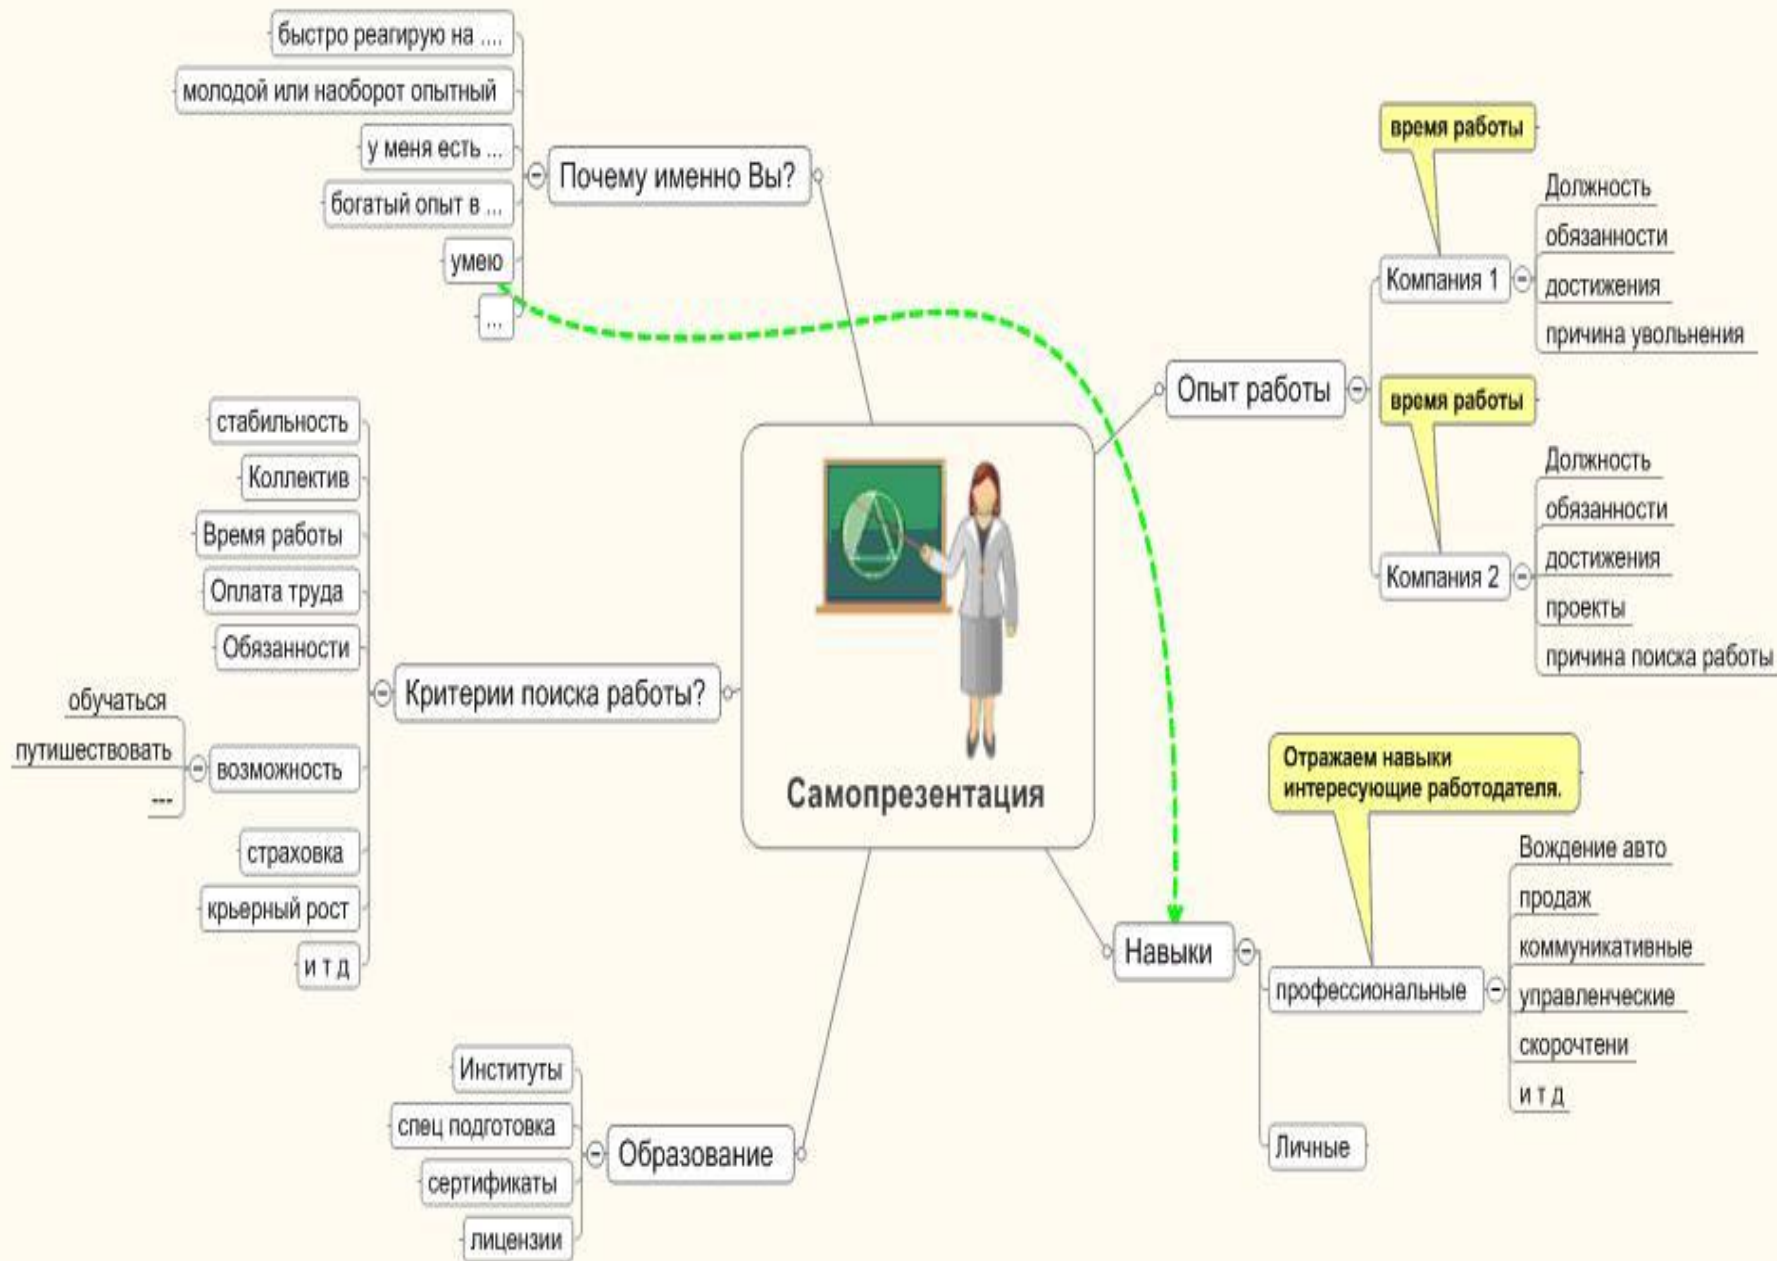 быстро реагирую на ....
молодой или наоборот опытный
у меня есть ...
богатый опыт в ...
умею
...
Почему именно Вы?
стабильность
Коллектив
Время работы
Оплата труда
Обязанности
обучаться
путишествовать
---
возможность
страховка
крьерный рост
и т д
Критерии поиска работы?
Институты
спец подготовка
сертификаты
лицензии
Образование
Самопрезентация
Опыт работы
время работы
Компания 1
Должность
обязанности
достижения
причина увольнения
время работы
Компания 2
Должность
обязанности
достижения
проекты
причина поиска работы
Навыки
Отражаем навыки
интересующие работодателя.
профессиональные
Вождение авто
продаж
коммуникативные
управленческие
скорочтени
и т д
Личные